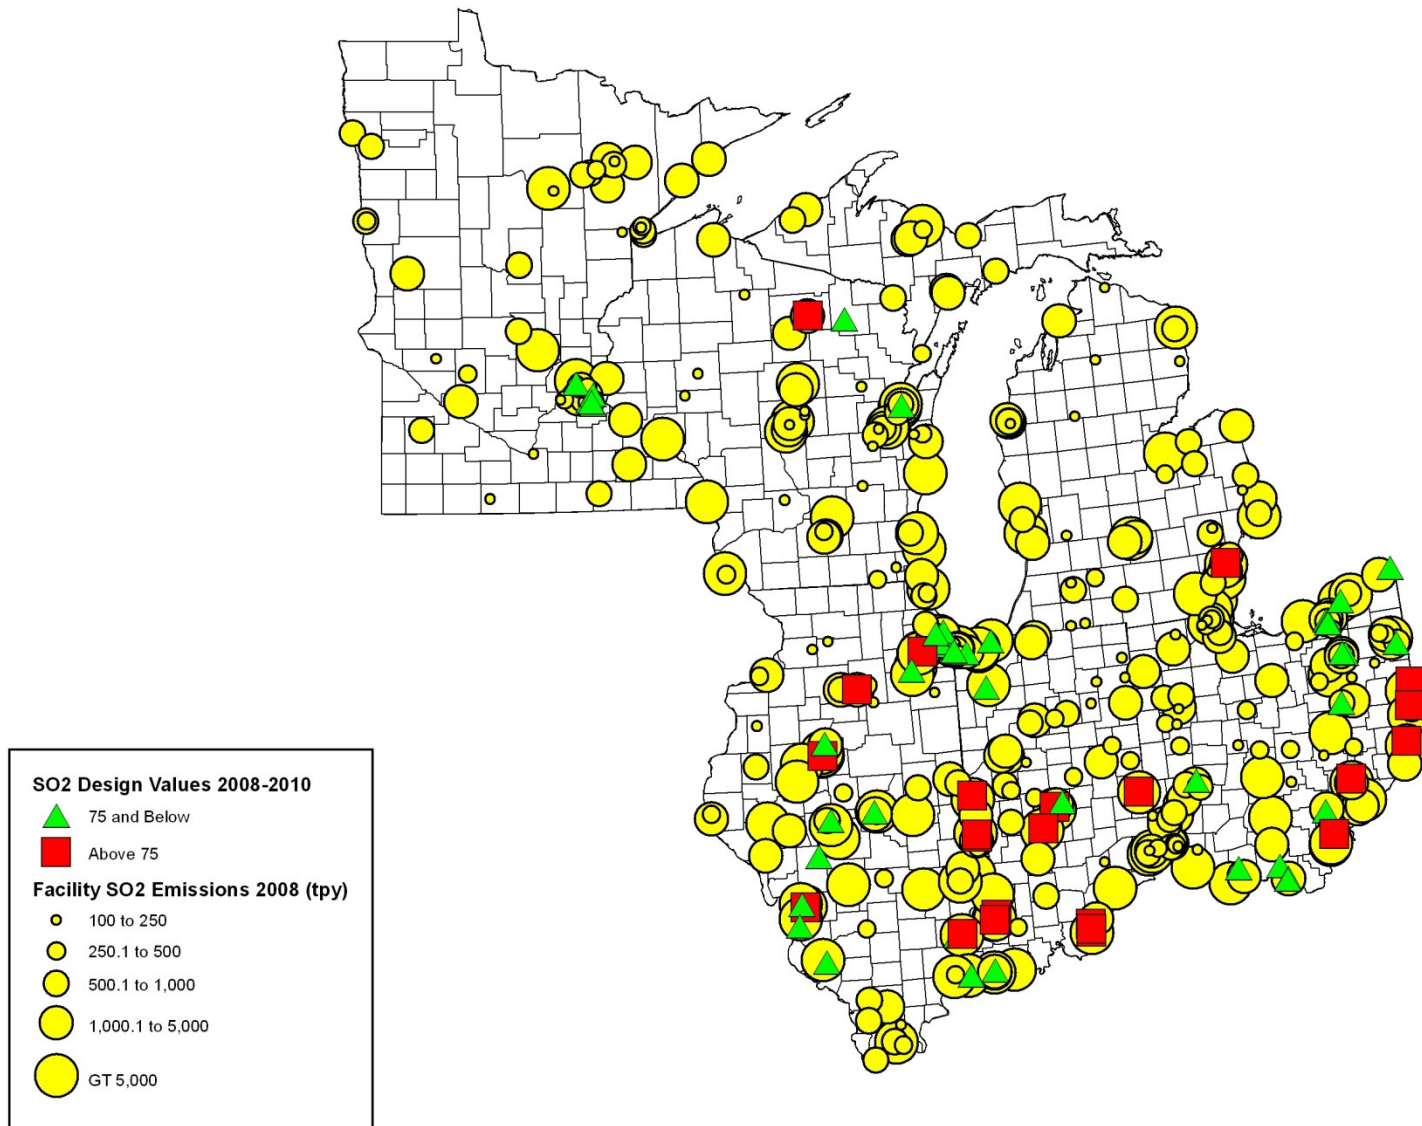 SO2 Design Values 2008-2010
75 and Below
Above 75
Facility SO2 Emissions 2008 (tpy)
100 to 250
250.1 to 500
500.1 to 1,000
1,000.1 to 5,000
GT 5,000